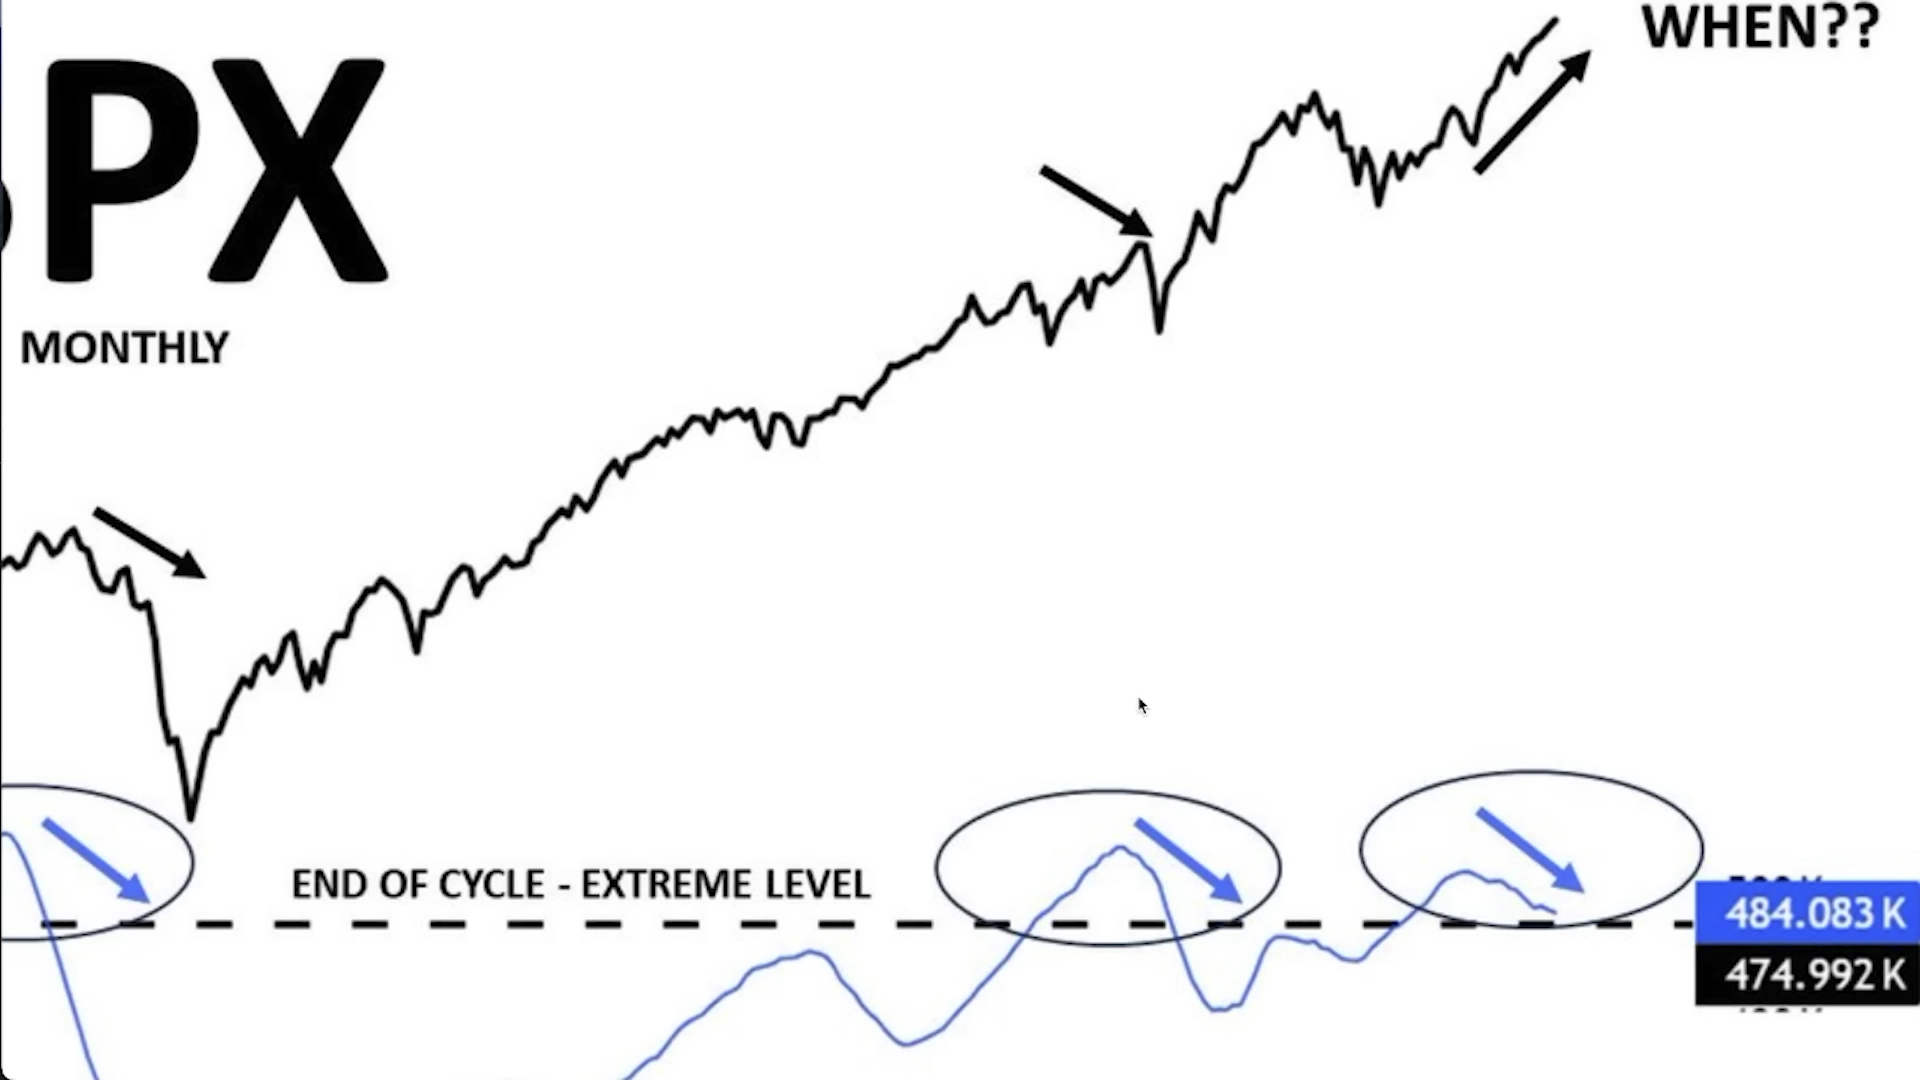 WHEN??
PX
MONTHLY
END OF CYCLE - EXTREME LEVEL
484.083 K
474.992 K